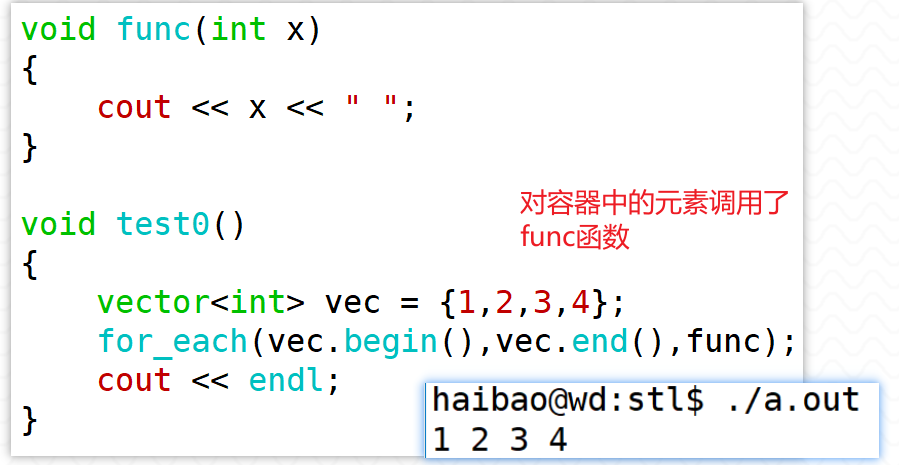 void func(int x)
{
    cout << x << " ";
}
void test0()
{
    vector<int> vec = {1,2,3,4};
    for_each(vec.begin(),vec.end(),func);
    cout << endl;
}
对容器中的元素调用了
func函数
haibao@wd:stl$ ./a.out
1 2 3 4